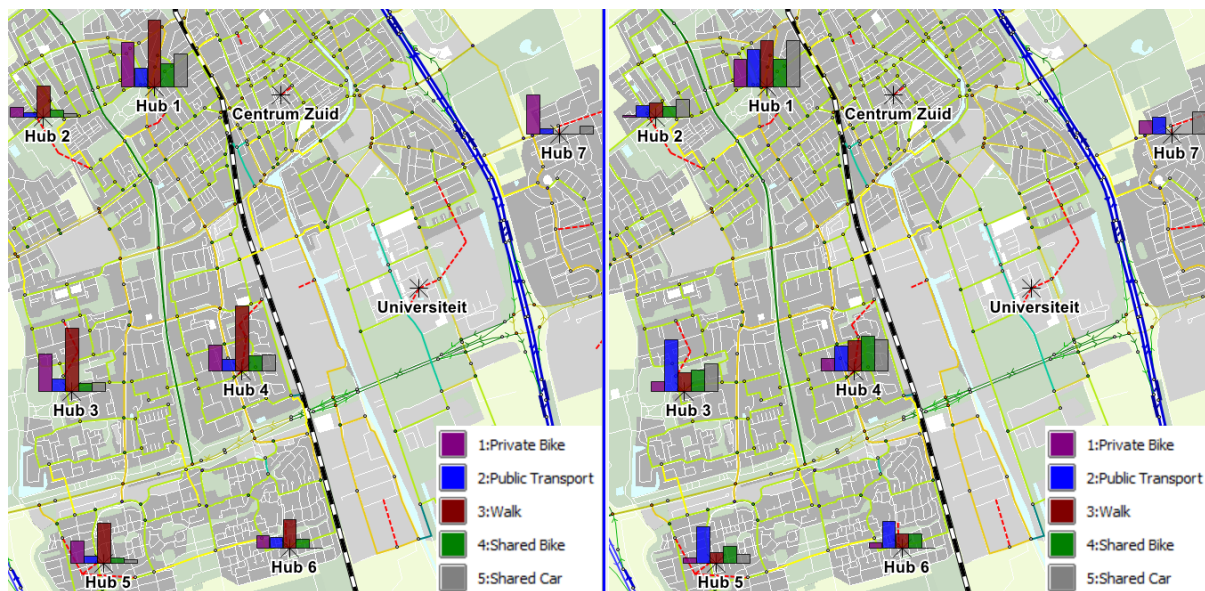 Hub 1
Hub 2
Centrum Zuid
Hub 7
Universiteit
Hub 4
Hub 3
Hub 5
Hub 6
1:Private Bike
2:Public Transport
3:Walk
4:Shared Bike
5:Shared Car
Hub 1
Hub 2
Centrum Zuid
Hub 7
Universiteit
Hub 4
Hub 3
Hub 5
Hub 6
1:Private Bike
2:Public Transport
3:Walk
4:Shared Bike
5:Shared Car